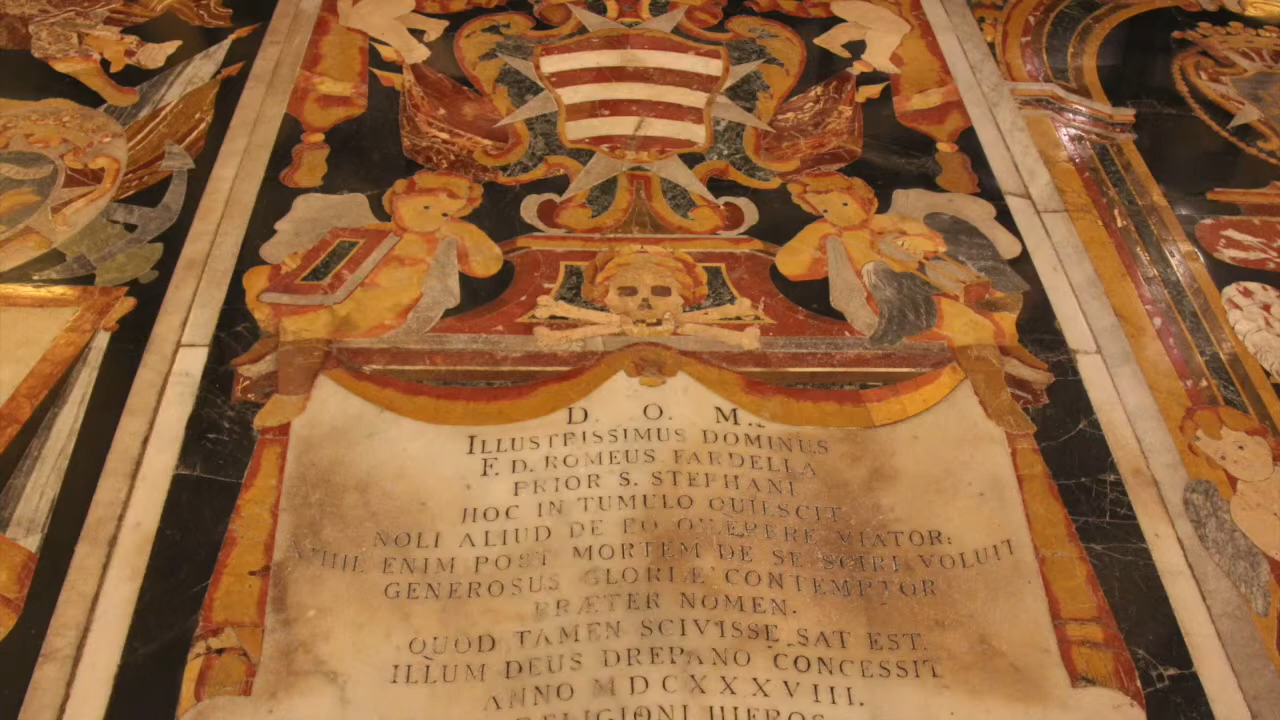 D. O. M.
ILLUSTRISSIMUS DOMINUS
F. D. ROMEUS FARDELLA
PRIOR S. STEPHANI
HOC IN TUMULO QUIESCIT
NOLI ALIUD DE EO QUÆRERE VIATOR:
NIHIL ENIM POST MORTEM DE SE SCIRI VOLUIT
GENEROSUS GLORIÆ CONTEMPTOR
PRÆTER NOMEN.
QUOD TAMEN SCIVISSE SAT EST.
ILLUM DEUS DREPANO CONCESSIT
ANNO MDCXXXVIII.
RELIGIONI HIEROS